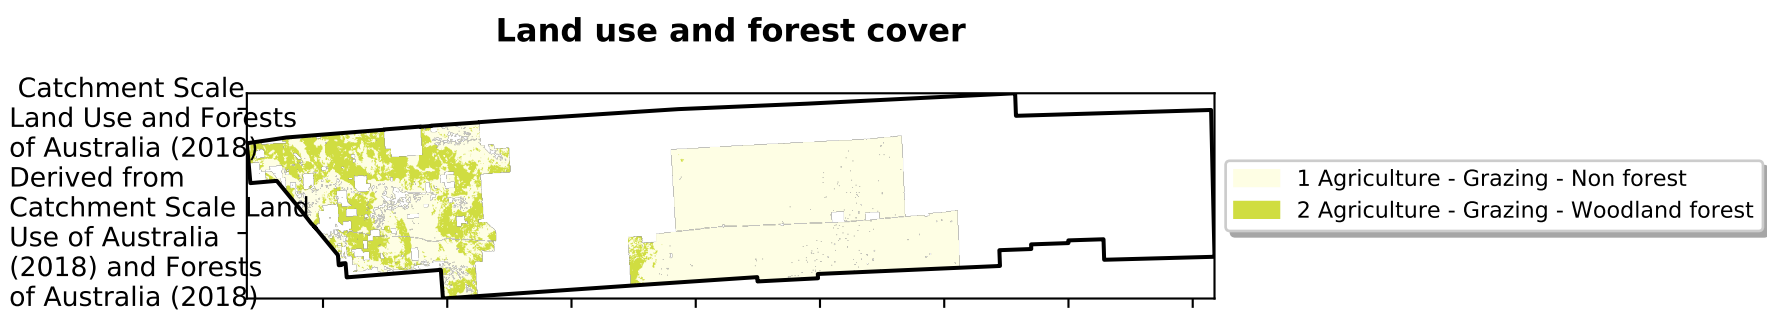 Land use and forest cover
Catchment Scale
Land Use and Forests
of Australia (2018)
Derived from
Catchment Scale Land
Use of Australia
(2018) and Forests
of Australia (2018)
1 Agriculture - Grazing - Non forest
2 Agriculture - Grazing - Woodland forest